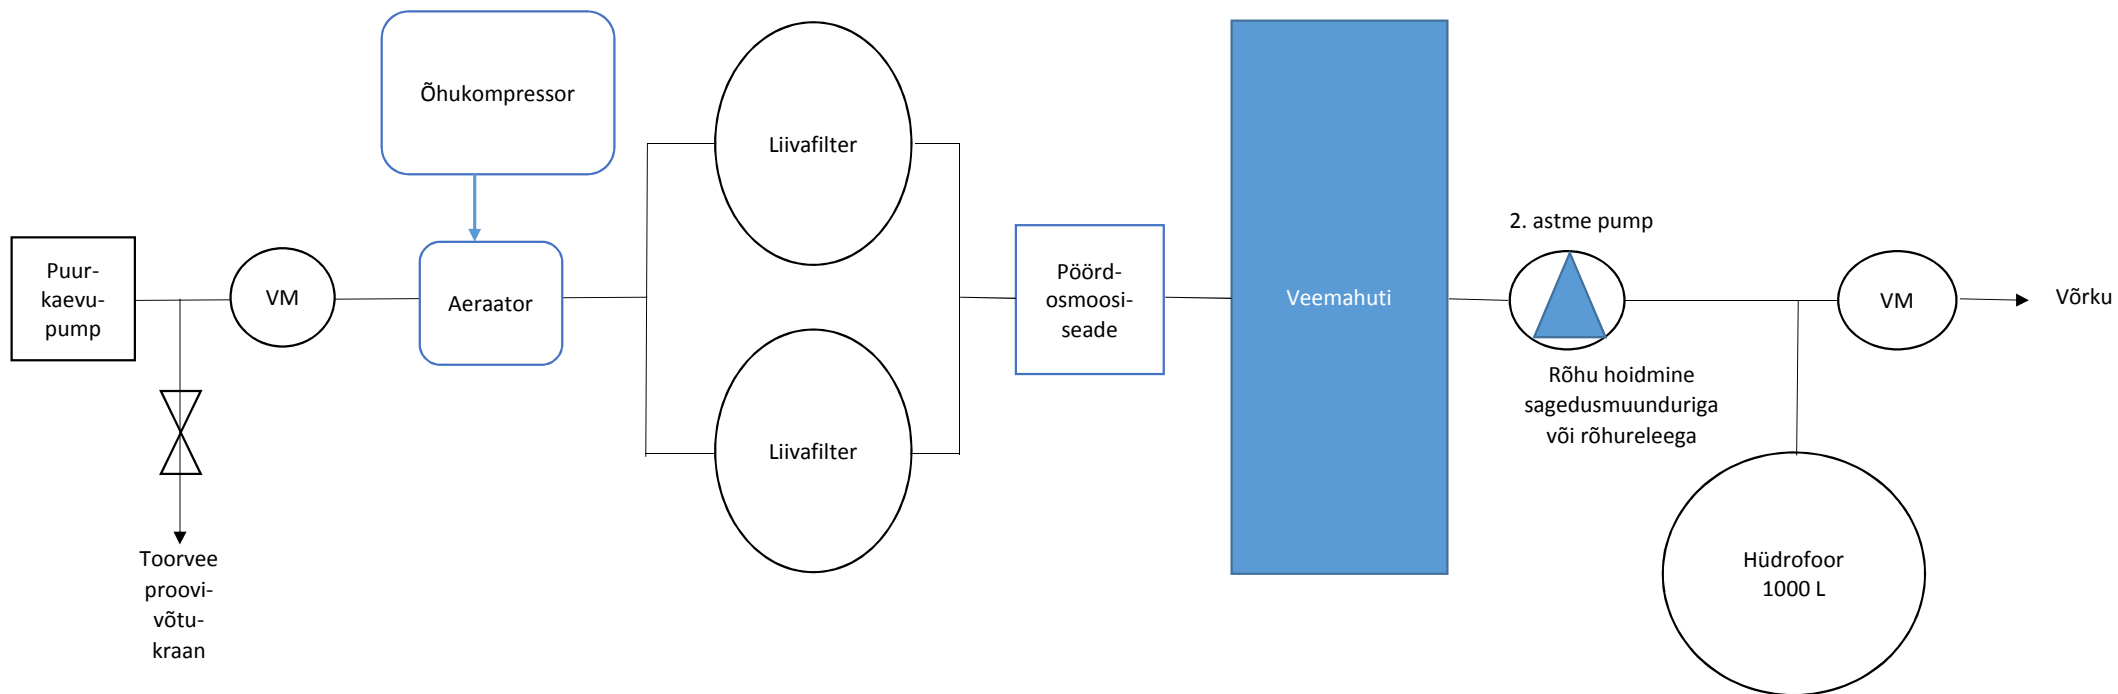 Õhukompressor
Liivafilter
2. astme pump
Puur-
kaevu-
pump
VM
Aeraator
Pöörd-
osmoosi-
seade
Veemahuti
VM
Võrku
Rõhu hoidmine
sagedusmuunduriga
või rõhureleega
Liivafilter
Toorvee
proovi-
võtu-
kraan
Hüdrofoor
1000 L